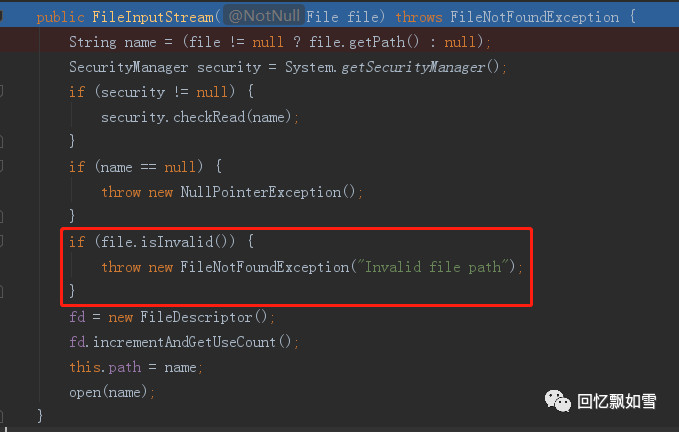 public FileInputStream( @NotNull File file) throws FileNotFoundException {
String name = (file != null ? file.getPath() : null);
SecurityManager security = System.getSecurityManager();
if (security != null) {
security.checkRead(name);
}
if (name == null) {
throw new NullPointerException();
}
if (file.isInvalid()) {
throw new FileNotFoundException("Invalid file path");
}
fd = new FileDescriptor();
fd.incrementAndGetUseCount();
this.path = name;
open(name);
}
回忆飘如雪